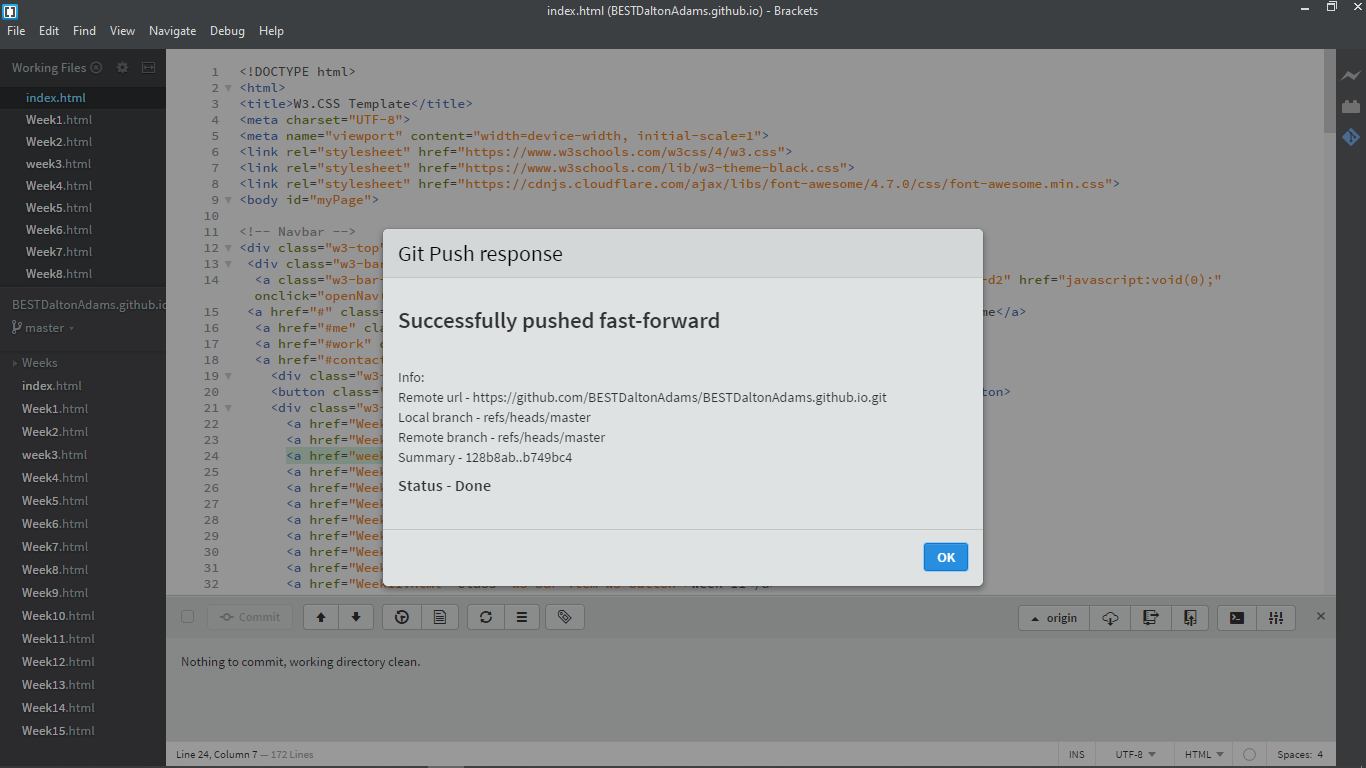 index.html (BESTDaltonAdams.github.io) - Brackets
File Edit Find View Navigate Debug Help
Working Files
index.html
Week1.html
Week2.html
week3.html
Week4.html
Week5.html
Week6.html
Week7.html
Week8.html
BESTDaltonAdams.github.io
master
Weeks
index.html
Week1.html
Week2.html
week3.html
Week4.html
Week5.html
Week6.html
Week7.html
Week8.html
Week9.html
Week10.html
Week11.html
Week12.html
Week13.html
Week14.html
Week15.html
1 <!DOCTYPE html>
2 <html>
3 <title>W3.CSS Template</title>
4 <meta charset="UTF-8">
5 <meta name="viewport" content="width=device-width, initial-scale=1">
6 <link rel="stylesheet" href="https://www.w3schools.com/w3css/4/w3.css">
7 <link rel="stylesheet" href="https://www.w3schools.com/lib/w3-theme-black.css">
8 <link rel="stylesheet" href="https://cdnjs.cloudflare.com/ajax/libs/font-awesome/4.7.0/css/font-awesome.min.css">
9 <body id="myPage">
10
11 <!-- Navbar -->
12 <div class="w3-top"
13 <div class="w3-ba
14 <a class="w3-bar- -d2" href="javascript:void(0);"
onclick="openNav(
15 <a href="#" class= me</a>
16 <a href="#me" cla
17 <a href="#work" c
18 <a href="#contac
19 <div class="w3-
20 <button class=" ton>
21 <div class="w3-
22 <a href="Week
23 <a href="Week
24 <a href="week
25 <a href="Week
26 <a href="Week
27 <a href="Week
28 <a href="Week
29 <a href="Week
30 <a href="Week
31 <a href="Week
32 <a href="Week
Git Push response
Successfully pushed fast-forward
Info:
Remote url - https://github.com/BESTDaltonAdams/BESTDaltonAdams.github.io.git
Local branch - refs/heads/master
Remote branch - refs/heads/master
Summary - 128b8ab..b749bc4
Status - Done
OK
Commit
origin
Nothing to commit, working directory clean.
Line 24, Column 7 — 172 Lines
INS UTF-8 HTML Spaces: 4